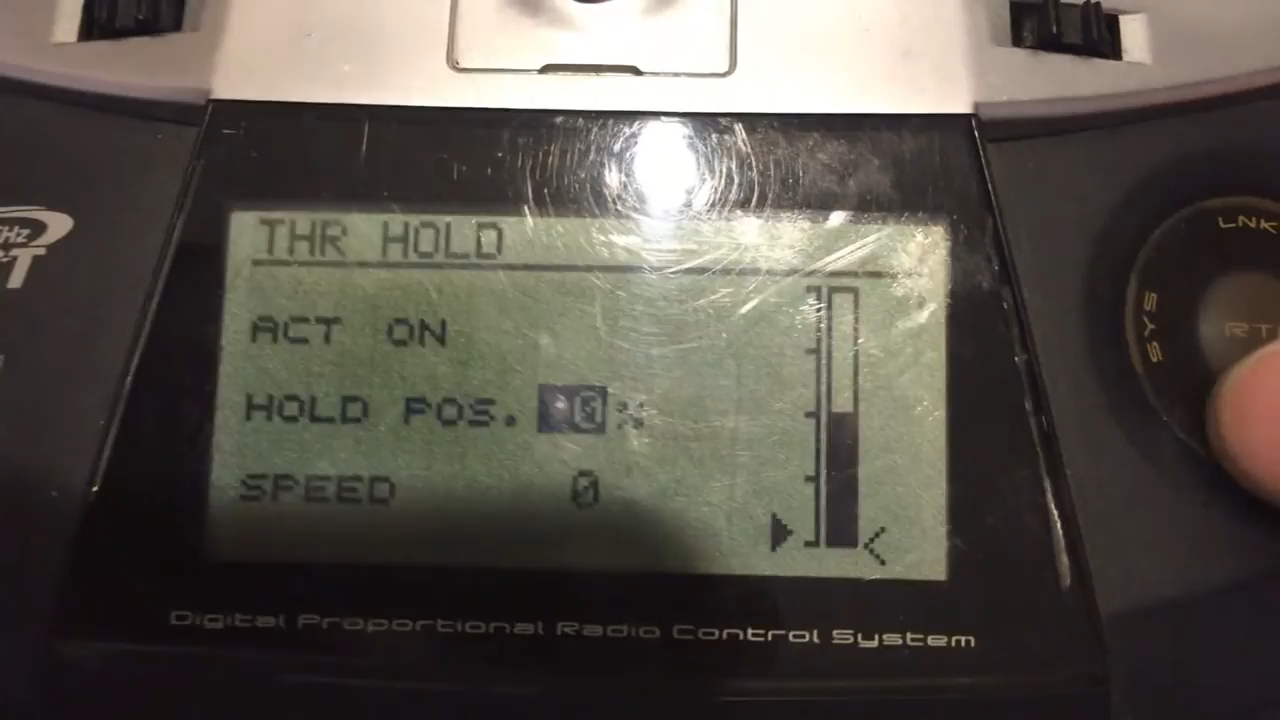 THR HOLD
ACT ON
HOLD POS. 0%
SPEED 0
Digital Proportional Radio Control System
LNK
SYS